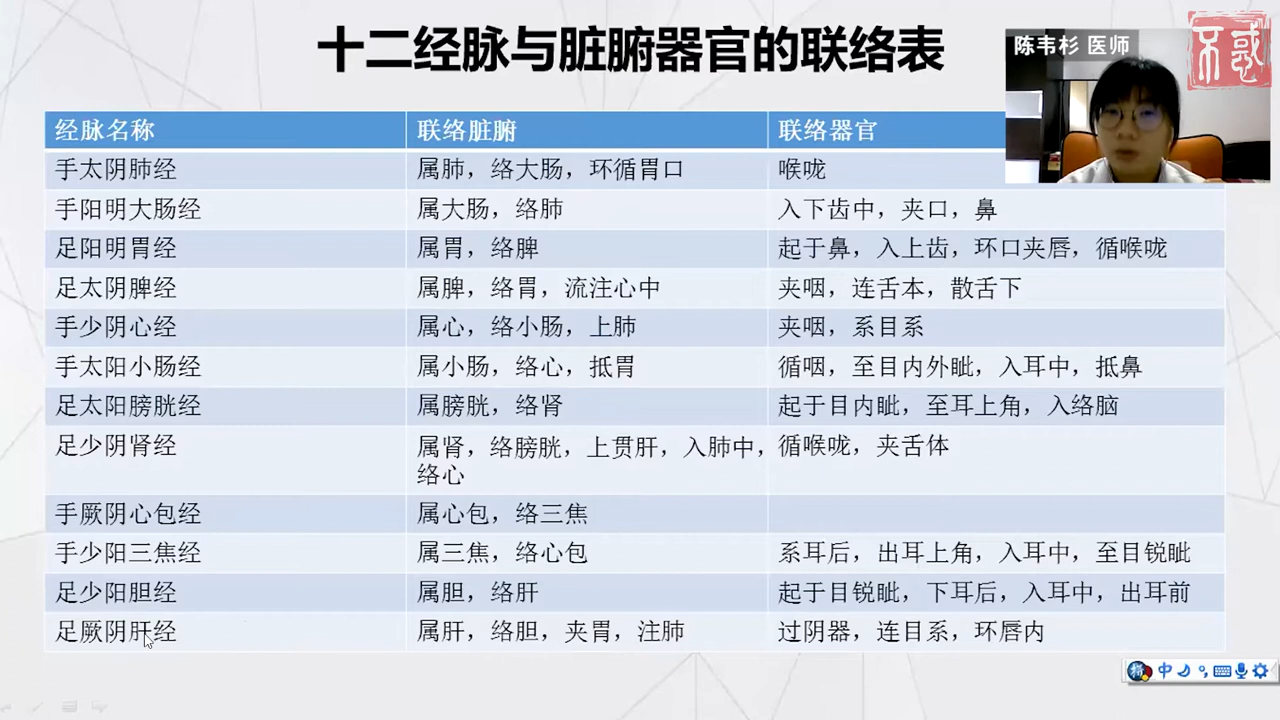 十二经脉与脏腑器官的联络表
陈韦杉 医师
不惑
经脉名称 联络脏腑 联络器官
手太阴肺经 属肺，络大肠，环循胃口 喉咙
手阳明大肠经 属大肠，络肺 入下齿中，夹口，鼻
足阳明胃经 属胃，络脾 起于鼻，入上齿，环口夹唇，循喉咙
足太阴脾经 属脾，络胃，流注心中 夹咽，连舌本，散舌下
手少阴心经 属心，络小肠，上肺 夹咽，系目系
手太阳小肠经 属小肠，络心，抵胃 循咽，至目内外眦，入耳中，抵鼻
足太阳膀胱经 属膀胱，络肾 起于目内眦，至耳上角，入络脑
足少阴肾经 属肾，络膀胱，上贯肝，入肺中， 循喉咙，夹舌体
络心
手厥阴心包经 属心包，络三焦
手少阳三焦经 属三焦，络心包 系耳后，出耳上角，入耳中，至目锐眦
足少阳胆经 属胆，络肝 起于目锐眦，下耳后，入耳中，出耳前
足厥阴肝经 属肝，络胆，夹胃，注肺 过阴器，连目系，环唇内
中